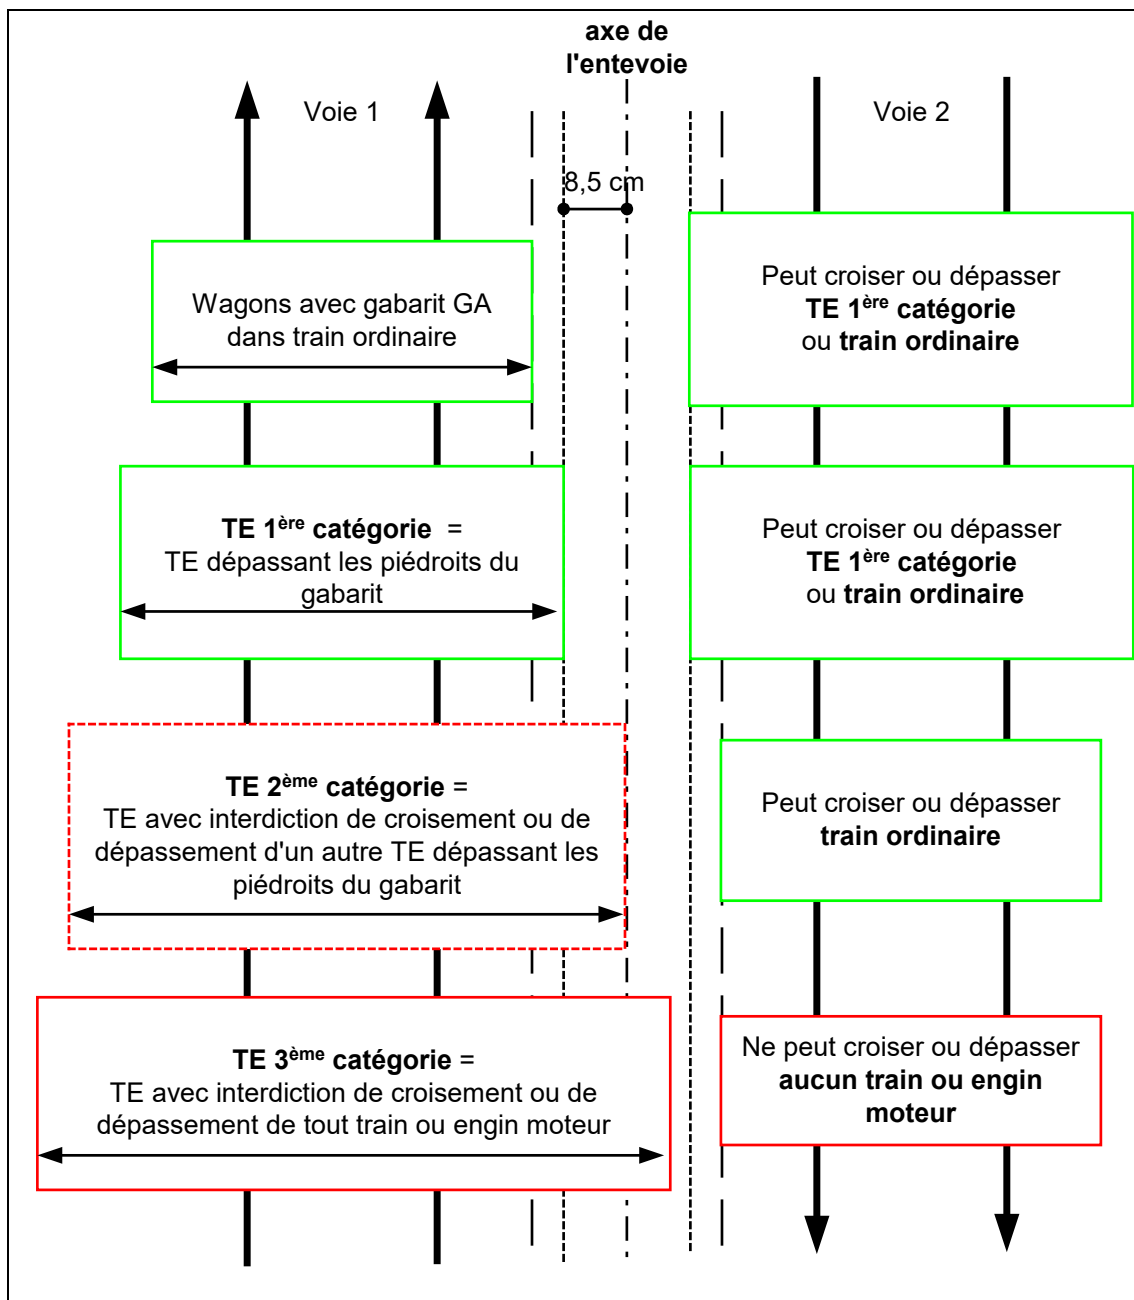 axe de
l'entevoie
Voie 1
Voie 2
8,5 cm
Wagons avec gabarit GA
dans train ordinaire
Peut croiser ou dépasser
TE 1ère catégorie
ou train ordinaire
TE 1ère catégorie =
TE dépassant les piédroits du
gabarit
Peut croiser ou dépasser
TE 1ère catégorie
ou train ordinaire
TE 2ème catégorie =
TE avec interdiction de croisement ou de
dépassement d'un autre TE dépassant les
piédroits du gabarit
Peut croiser ou dépasser
train ordinaire
TE 3ème catégorie =
TE avec interdiction de croisement ou de
dépassement de tout train ou engin moteur
Ne peut croiser ou dépasser
aucun train ou engin
moteur